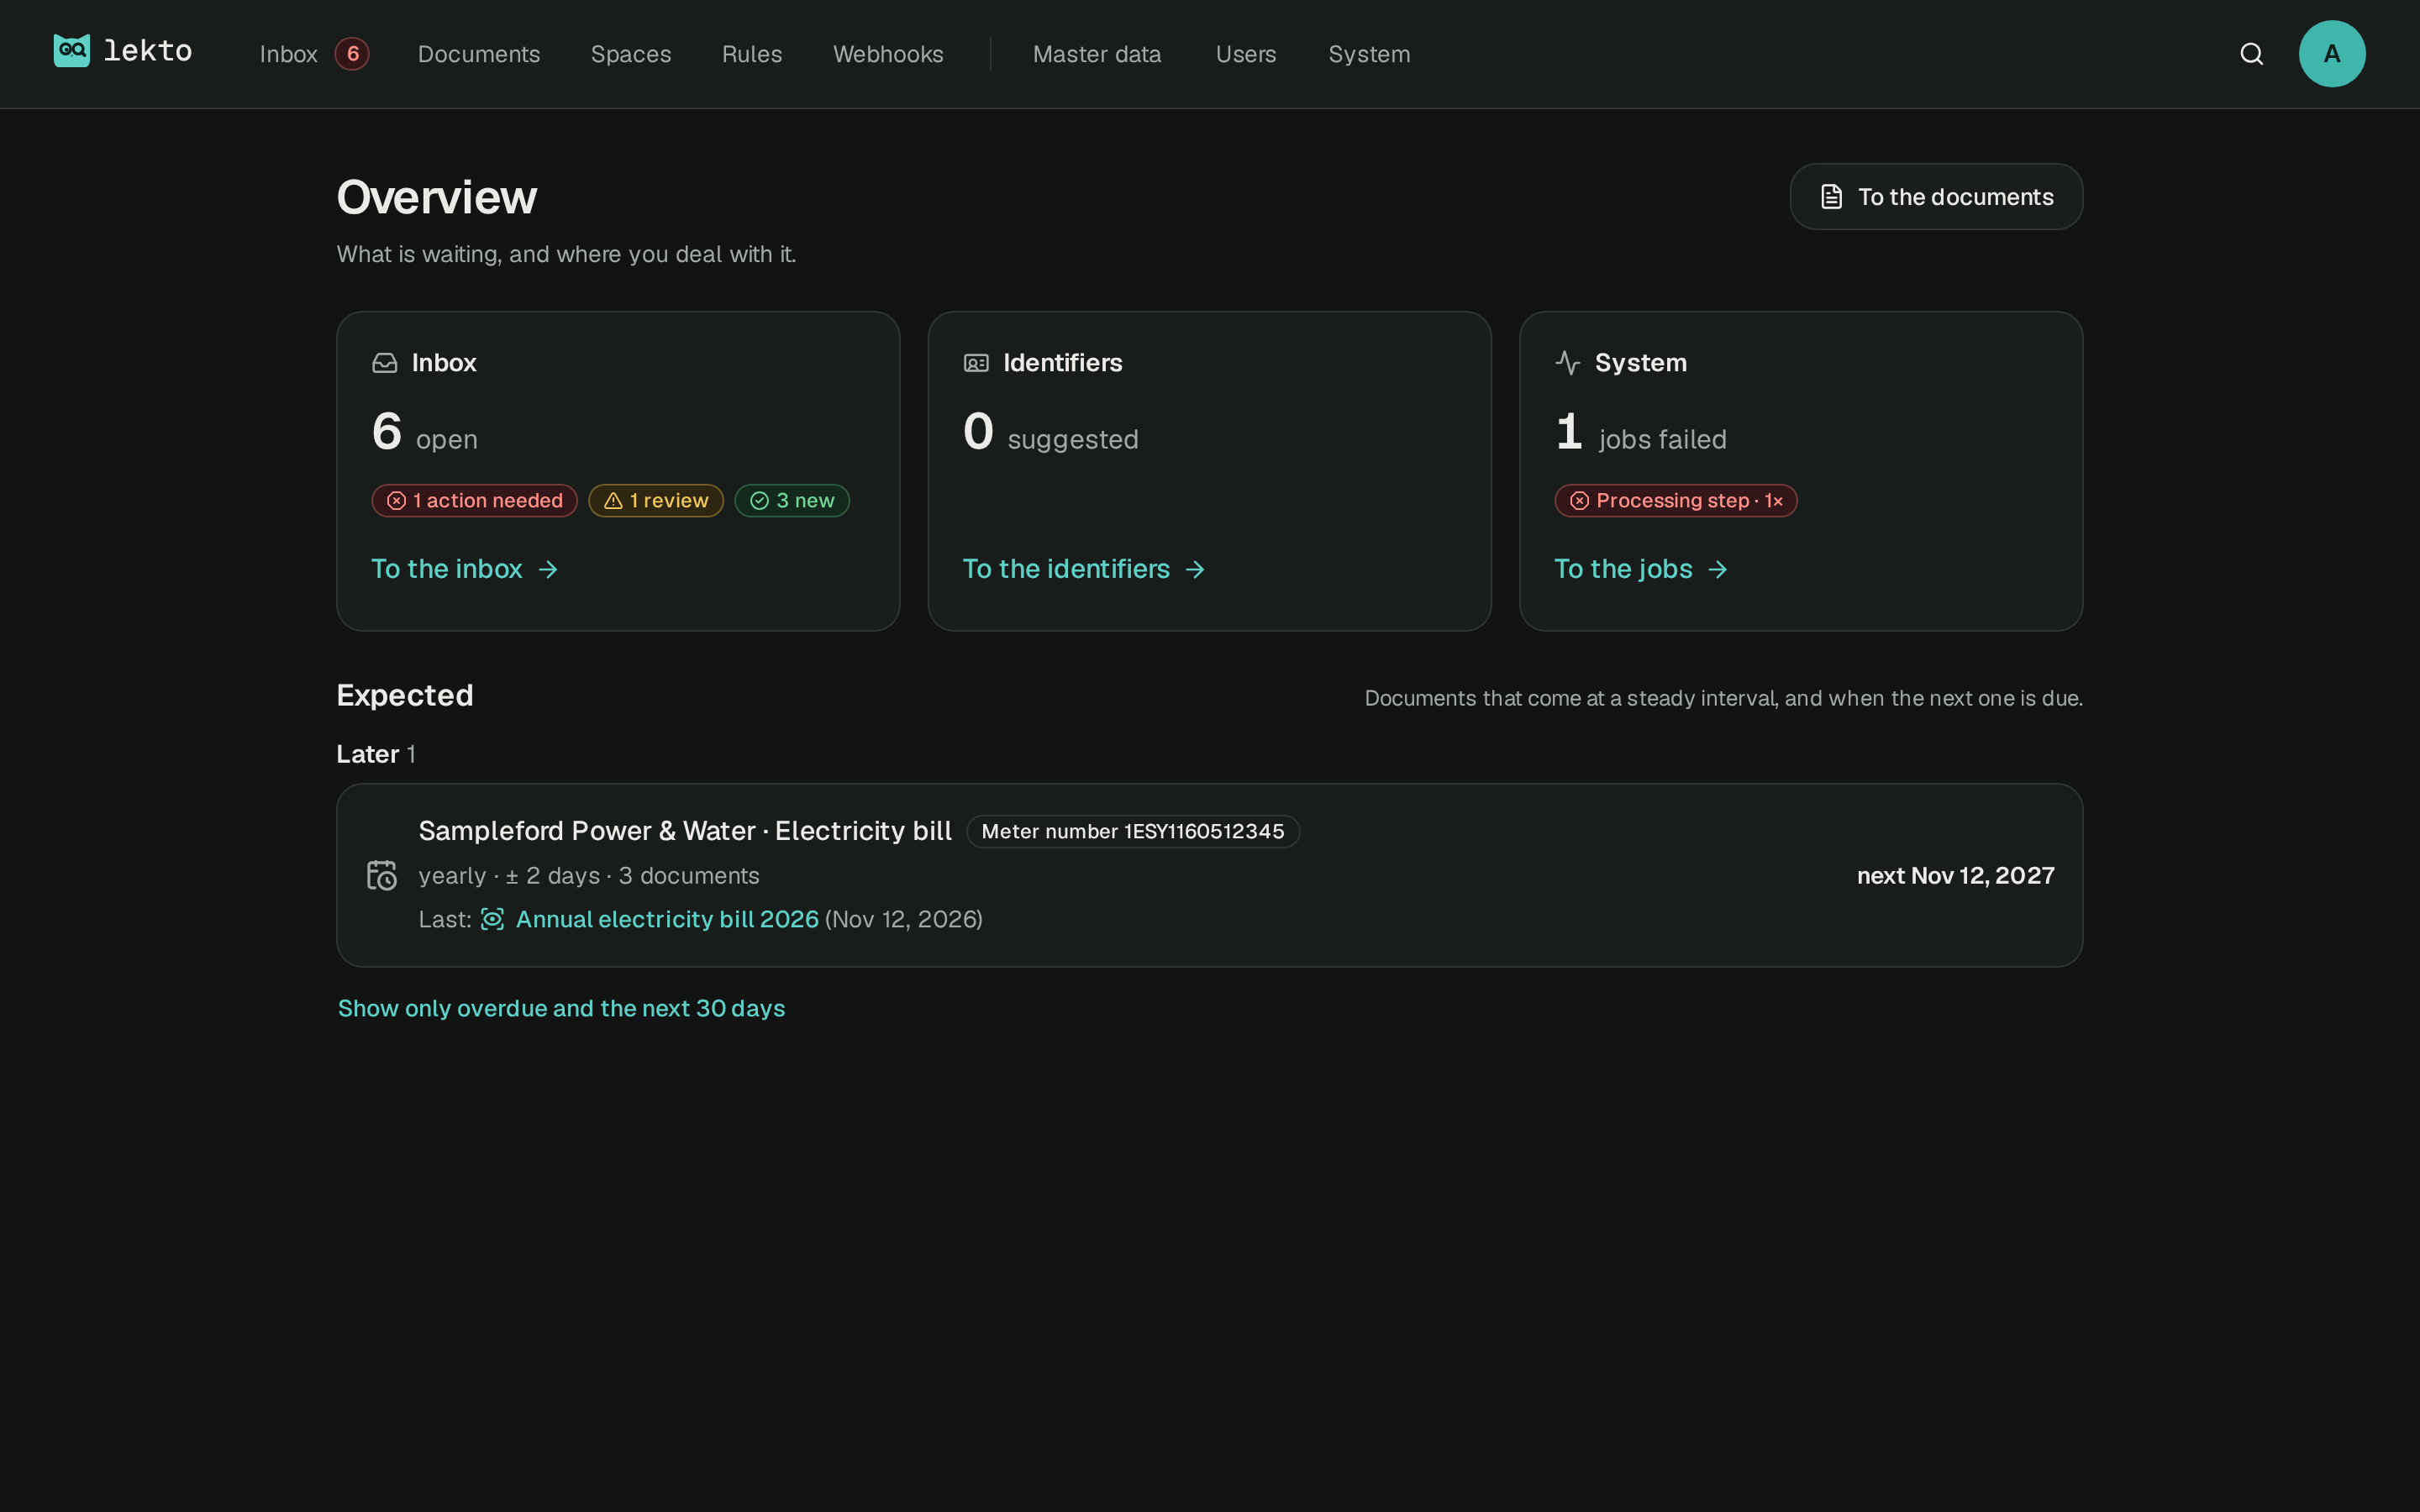 lekto
Inbox 6 Documents Spaces Rules Webhooks Master data Users System A
Overview
To the documents
What is waiting, and where you deal with it.
Inbox
6 open
1 action needed 1 review 3 new
To the inbox →
Identifiers
0 suggested
To the identifiers →
System
1 jobs failed
Processing step · 1×
To the jobs →
Expected
Documents that come at a steady interval, and when the next one is due.
Later 1
Sampleford Power & Water · Electricity bill Meter number 1ESY1160512345
yearly · ± 2 days · 3 documents
next Nov 12, 2027
Last: Annual electricity bill 2026 (Nov 12, 2026)
Show only overdue and the next 30 days